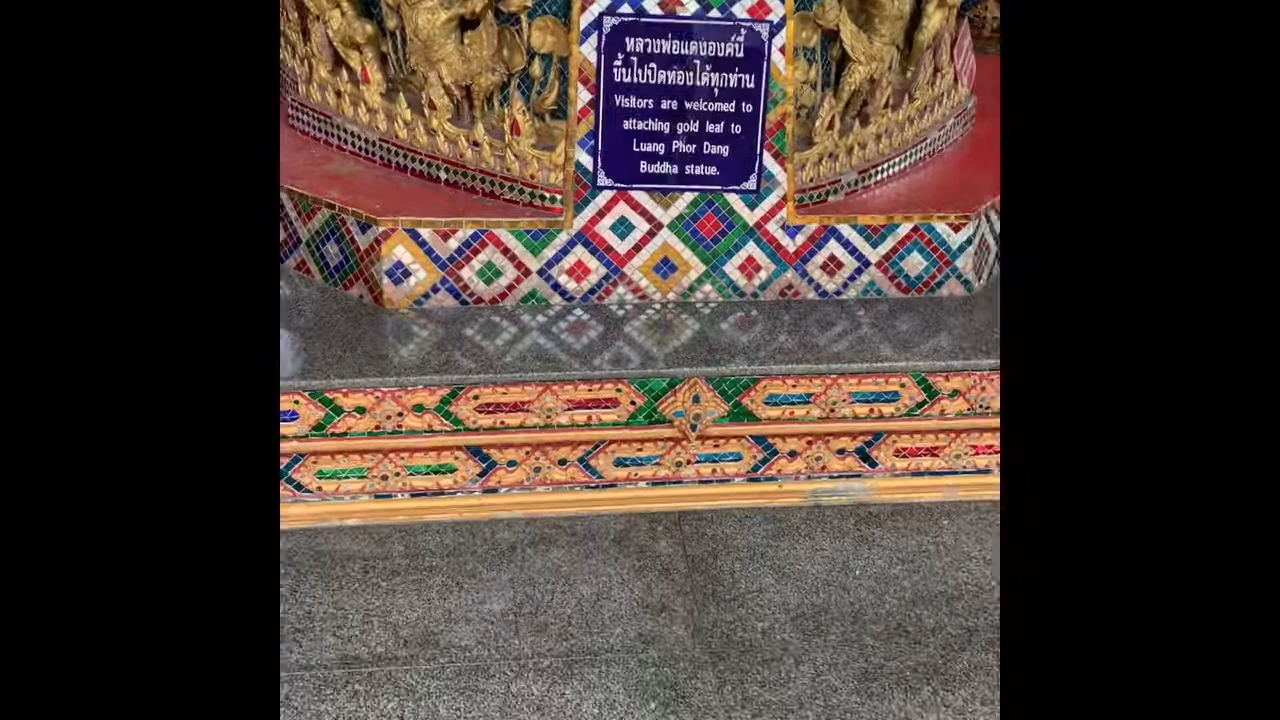 หลวงพ่อแดงองค์นี้
ขึ้นไปปิดทองได้ทุกท่าน
Visitors are welcomed to
attaching gold leaf to
Luang Phor Dang
Buddha statue.